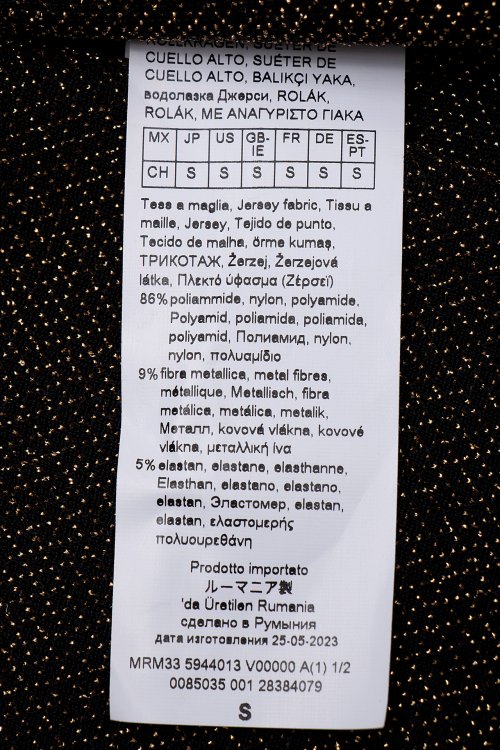 ROLLKRAGEN, SUÉTER DE
CUELLO ALTO, SUÉTER DE
CUELLO ALTO, BALIKÇI YAKA,
водолазка Джерси, ROLÁK,
ROLÁK, ΜΕ ΑΝΑΓΥΡΙΣΤΟ ΓΙΑΚΑ
MX JP US GB-IE FR DE ES-PT
CH S S S S S S
Tess a maglia, Jersey fabric, Tissu a
maille, Jersey, Tejido de punto,
Tecido de malha, örme kumaş,
ТРИКОТАЖ, Žerzej, Žerzejová
látka, Πλεκτό ύφασμα (Ζέρσεϊ)
86% poliammide, nylon, polyamide,
Polyamid, poliamida, poliamida,
poliyamid, Полиамид, nylon,
nylon, πολυαμίδιο
9% fibra metallica, metal fibres,
métallique, Metallisch, fibra
metálica, metálica, metalik,
Металл, kovová vlákna, kovové
vlákna, μεταλλική ίνα
5% elastan, elastane, elasthanne,
Elasthan, elastano, elastano,
elastan, Эластомер, elastan,
elastan, ελαστομερής
πολυουρεθάνη
Prodotto importato
ルーマニア製
'da Üretilen Rumania
сделано в Румыния
дата изготовления 25-05-2023
MRM33 5944013 V00000 A(1) 1/2
0085035 001 28384079
S